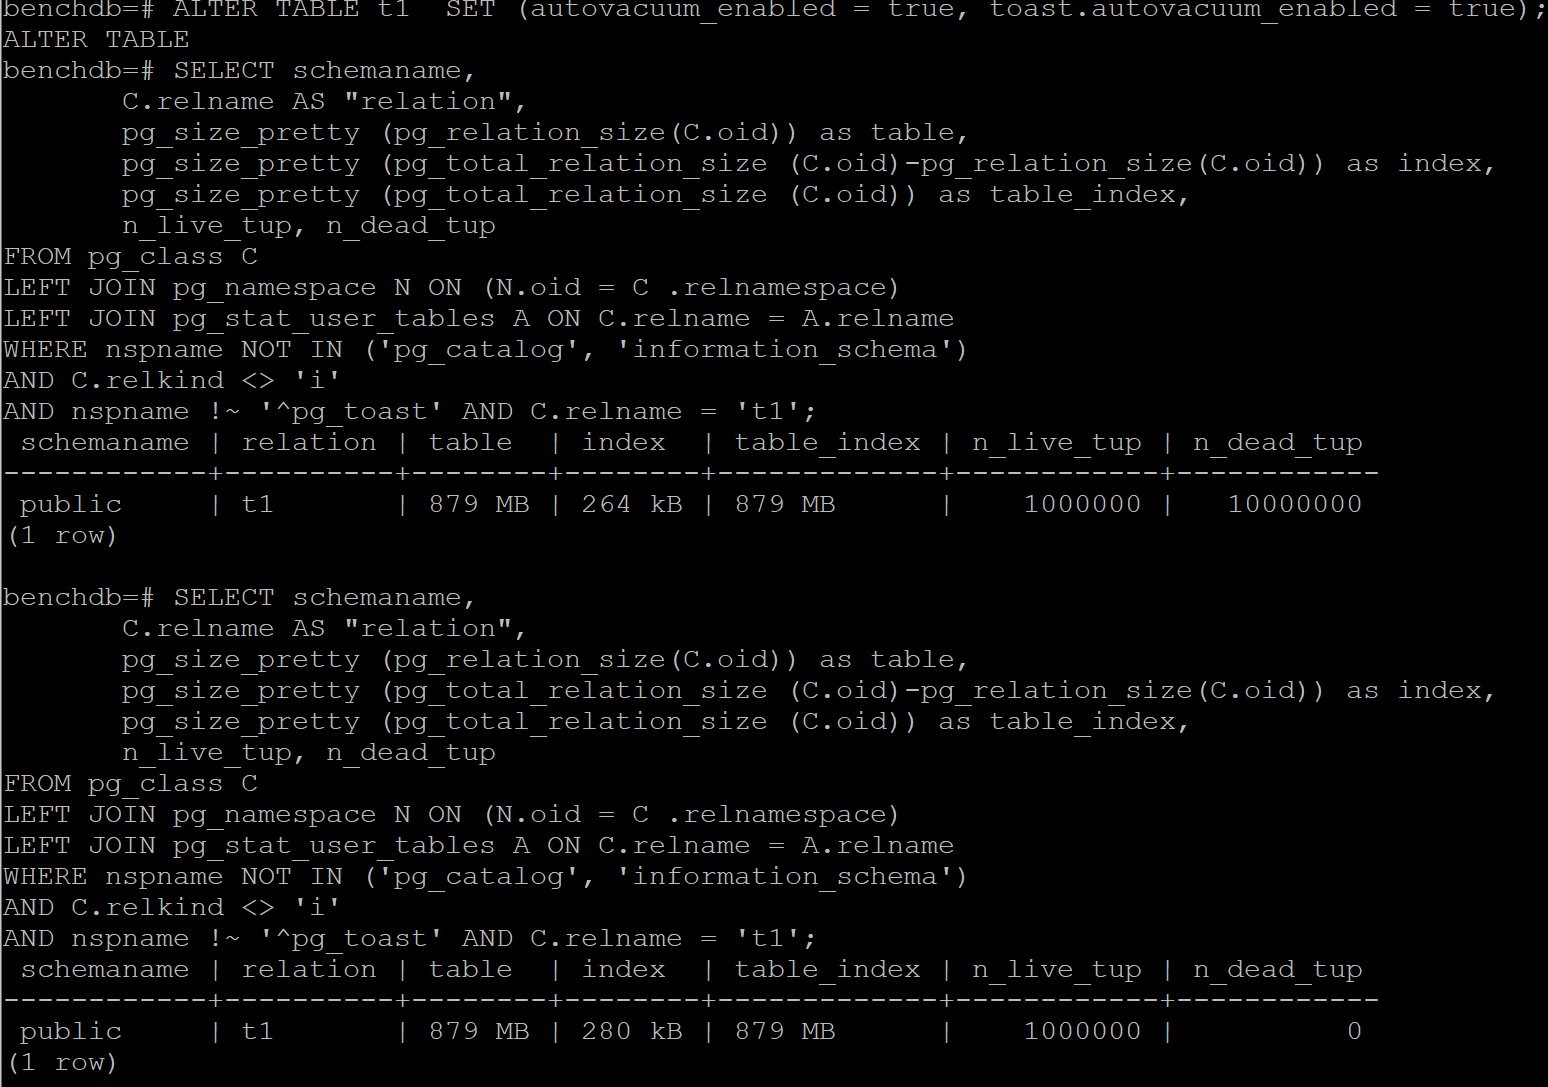 benchdb=# ALTER TABLE t1  SET (autovacuum_enabled = true, toast.autovacuum_enabled = true);
ALTER TABLE
benchdb=# SELECT schemaname,
       C.relname AS "relation",
       pg_size_pretty (pg_relation_size(C.oid)) as table,
       pg_size_pretty (pg_total_relation_size (C.oid)-pg_relation_size(C.oid)) as index,
       pg_size_pretty (pg_total_relation_size (C.oid)) as table_index,
       n_live_tup, n_dead_tup
FROM pg_class C
LEFT JOIN pg_namespace N ON (N.oid = C .relnamespace)
LEFT JOIN pg_stat_user_tables A ON C.relname = A.relname
WHERE nspname NOT IN ('pg_catalog', 'information_schema')
AND C.relkind <> 'i'
AND nspname !~ '^pg_toast' AND C.relname = 't1';
 schemaname | relation | table  | index  | table_index | n_live_tup | n_dead_tup
------------+----------+--------+--------+-------------+------------+------------
 public     | t1       | 879 MB | 264 kB | 879 MB      |    1000000 |   10000000
(1 row)

benchdb=# SELECT schemaname,
       C.relname AS "relation",
       pg_size_pretty (pg_relation_size(C.oid)) as table,
       pg_size_pretty (pg_total_relation_size (C.oid)-pg_relation_size(C.oid)) as index,
       pg_size_pretty (pg_total_relation_size (C.oid)) as table_index,
       n_live_tup, n_dead_tup
FROM pg_class C
LEFT JOIN pg_namespace N ON (N.oid = C .relnamespace)
LEFT JOIN pg_stat_user_tables A ON C.relname = A.relname
WHERE nspname NOT IN ('pg_catalog', 'information_schema')
AND C.relkind <> 'i'
AND nspname !~ '^pg_toast' AND C.relname = 't1';
 schemaname | relation | table  | index  | table_index | n_live_tup | n_dead_tup
------------+----------+--------+--------+-------------+------------+------------
 public     | t1       | 879 MB | 280 kB | 879 MB      |    1000000 |          0
(1 row)